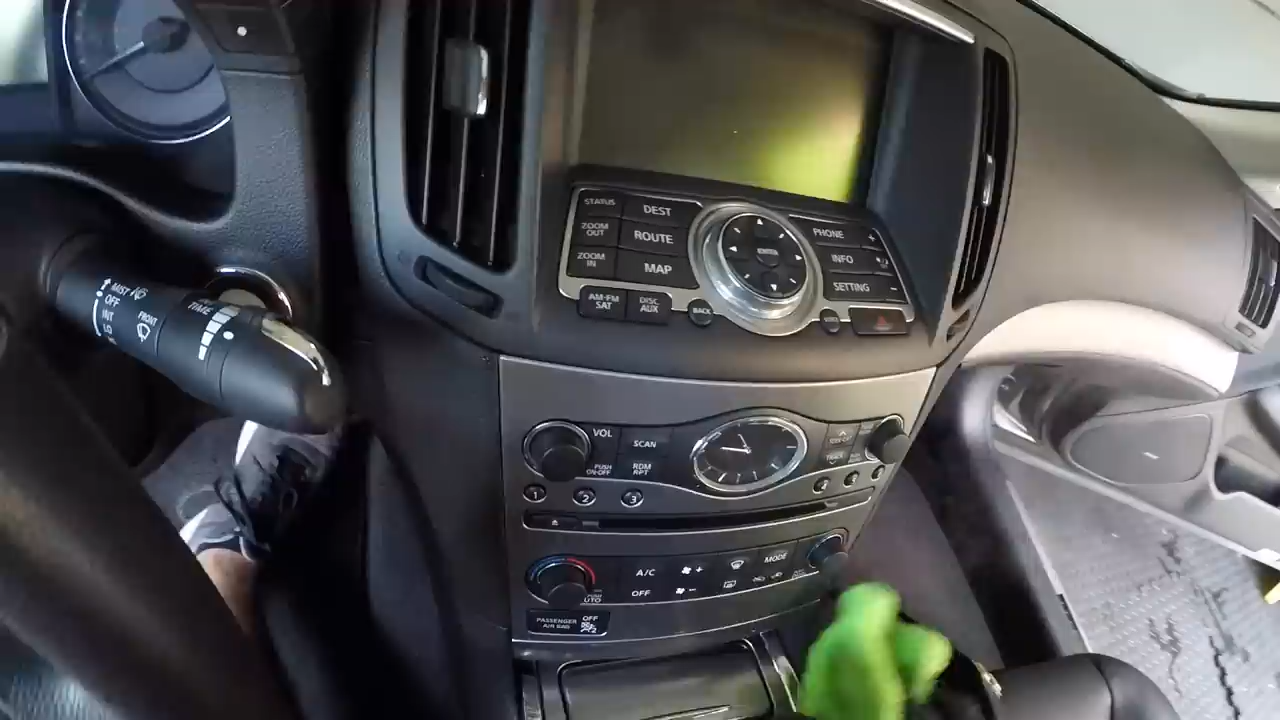 STATUS
DEST
ZOOM OUT
ROUTE
ZOOM IN
MAP
AM·FM SAT
DISC AUX
BACK
PHONE
+
INFO
SETTING
-
ENTER
MIST
OFF
INT
LO
FRONT
TIME
VOL
PUSH ON·OFF
SCAN
RDM RPT
TRACK
1
2
3
4
A/C
OFF
+
-
MODE
PASSENGER AIR BAG
OFF